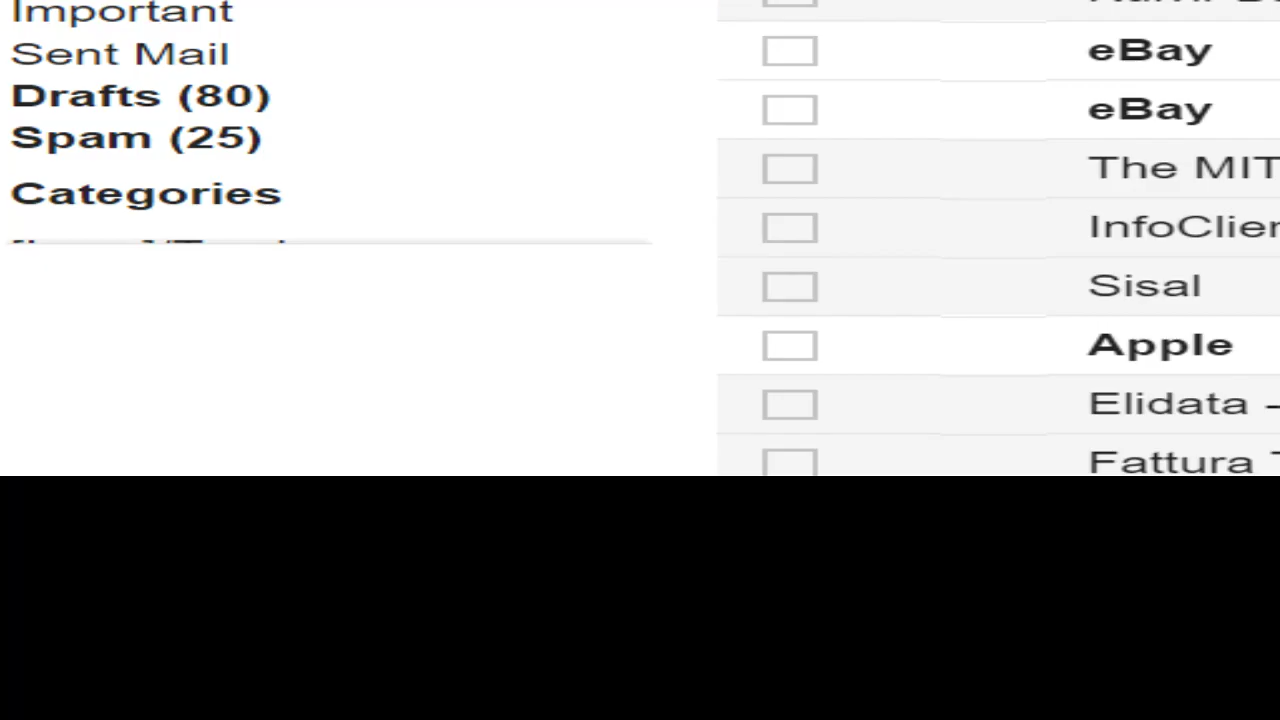 Important
Sent Mail
Drafts (80)
Spam (25)
Categories
eBay
eBay
The MIT
InfoClien
Sisal
Apple
Elidata -
Fattura